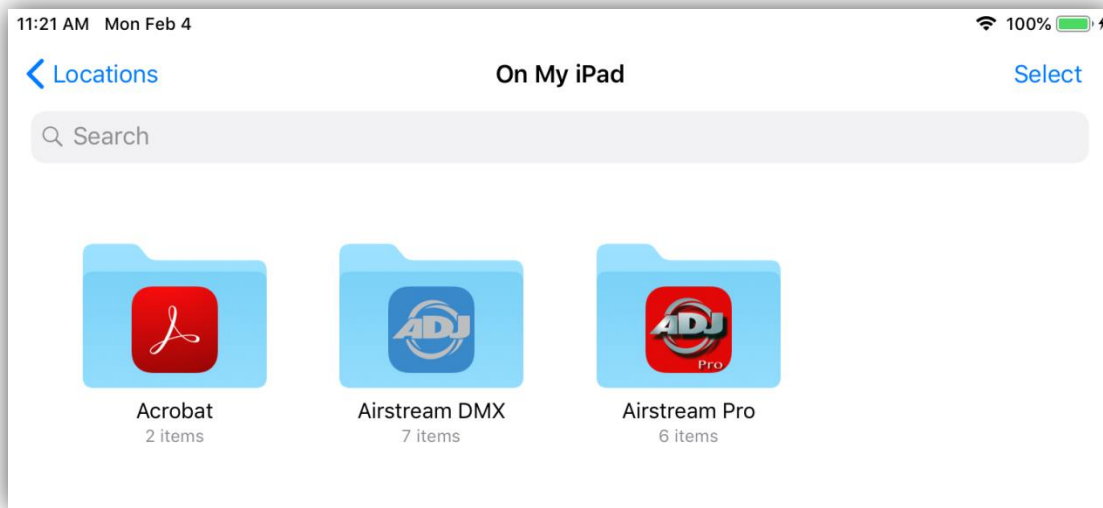 11:21 AM Mon Feb 4
100%
Locations
On My iPad
Select
Search
ADJ
ADJ
Pro
Acrobat
Airstream DMX
Airstream Pro
2 items
7 items
6 items